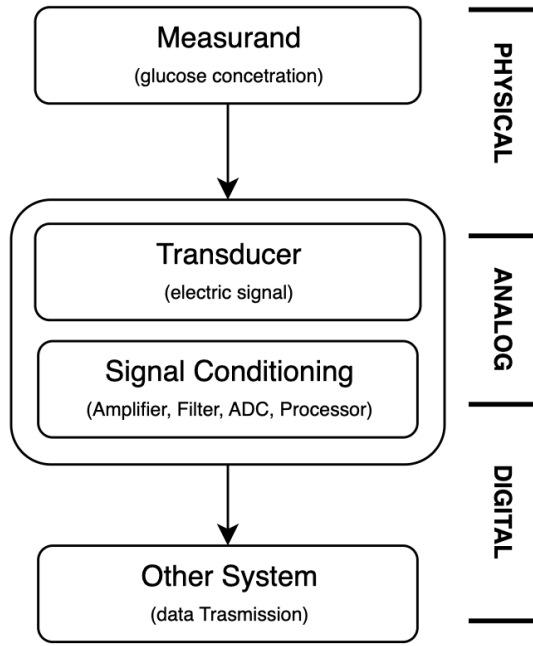 Measurand
(glucose concetration)
PHYSICAL
Transducer
(electric signal)
ANALOG
Signal Conditioning
(Amplifier, Filter, ADC, Processor)
DIGITAL
Other System
(data Trasmission)